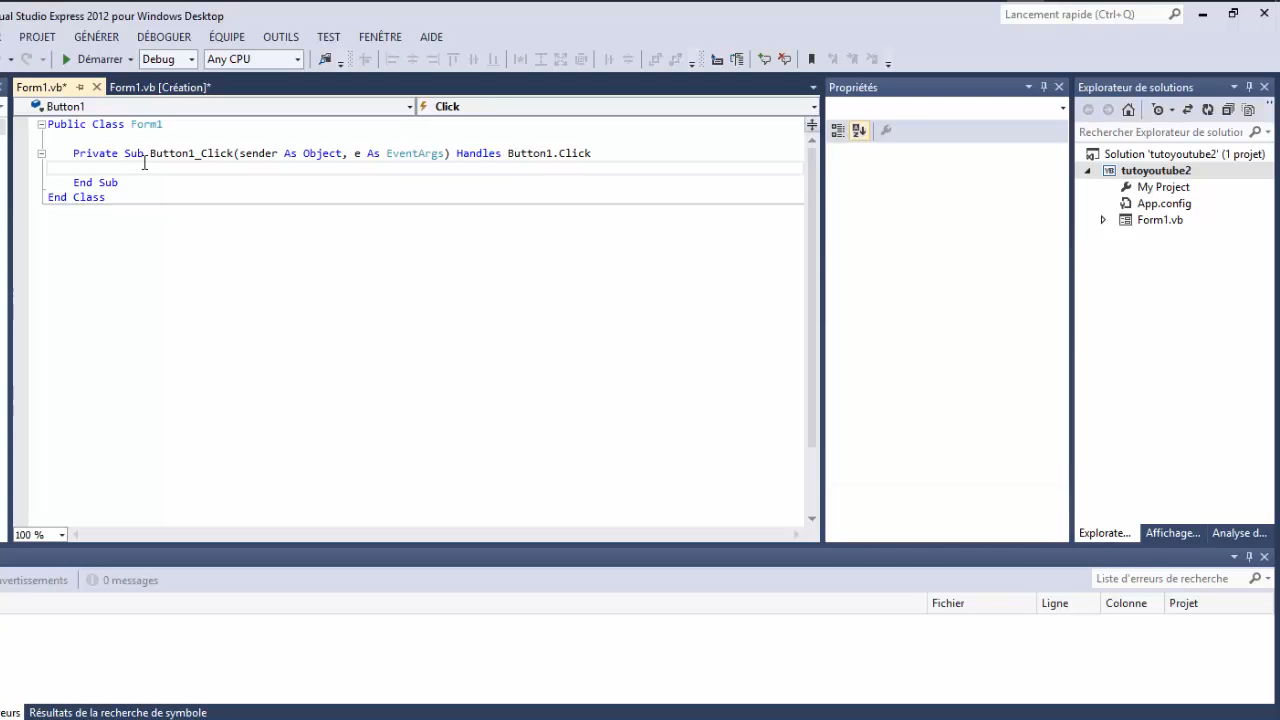 ual Studio Express 2012 pour Windows Desktop
Lancement rapide (Ctrl+Q)
PROJET GÉNÉRER DÉBOGUER ÉQUIPE OUTILS TEST FENÊTRE AIDE
Démarrer Debug Any CPU
Form1.vb* Form1.vb [Création]*
Button1 Click
Public Class Form1
Private Sub Button1_Click(sender As Object, e As EventArgs) Handles Button1.Click
End Sub
End Class
100 %
Propriétés
Explorateur de solutions
Rechercher Explorateur de solution
Solution 'tutoyoutube2' (1 projet)
VB tutoyoutube2
My Project
App.config
Form1.vb
Explorate... Affichage... Analyse d...
vertissements 0 messages
Liste d'erreurs de recherche
Fichier Ligne Colonne Projet
eurs Résultats de la recherche de symbole